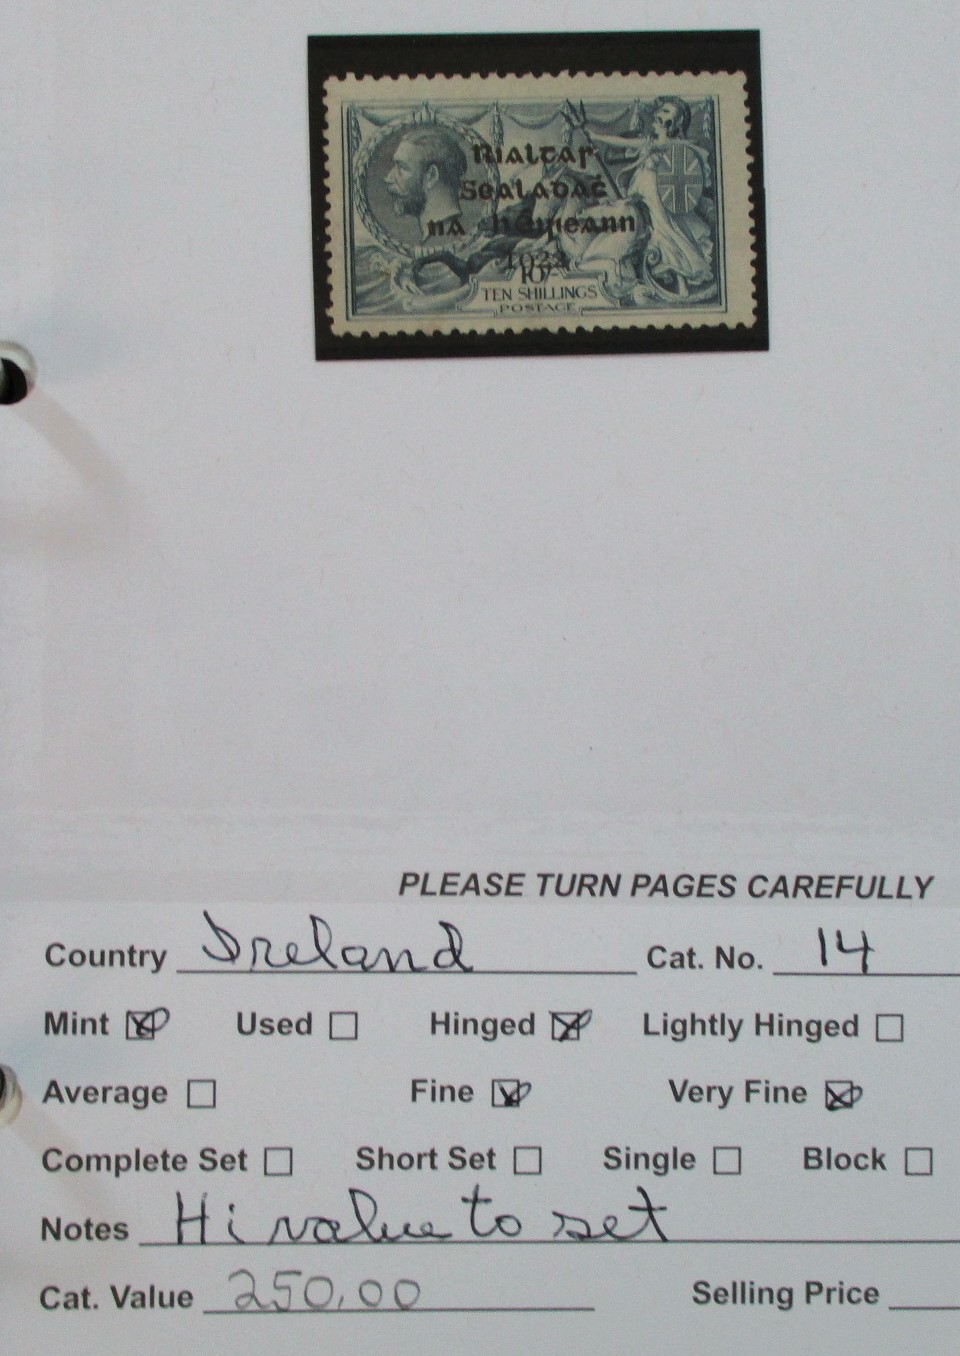 Rialtas
Sealadaċ
na hÉireann
1922
10/-
TEN SHILLINGS
POSTAGE
PLEASE TURN PAGES CAREFULLY
Country Ireland Cat. No. 14
Mint Used Hinged Lightly Hinged
Average Fine Very Fine
Complete Set Short Set Single Block
Notes Hi value to set
Cat. Value 250.00 Selling Price